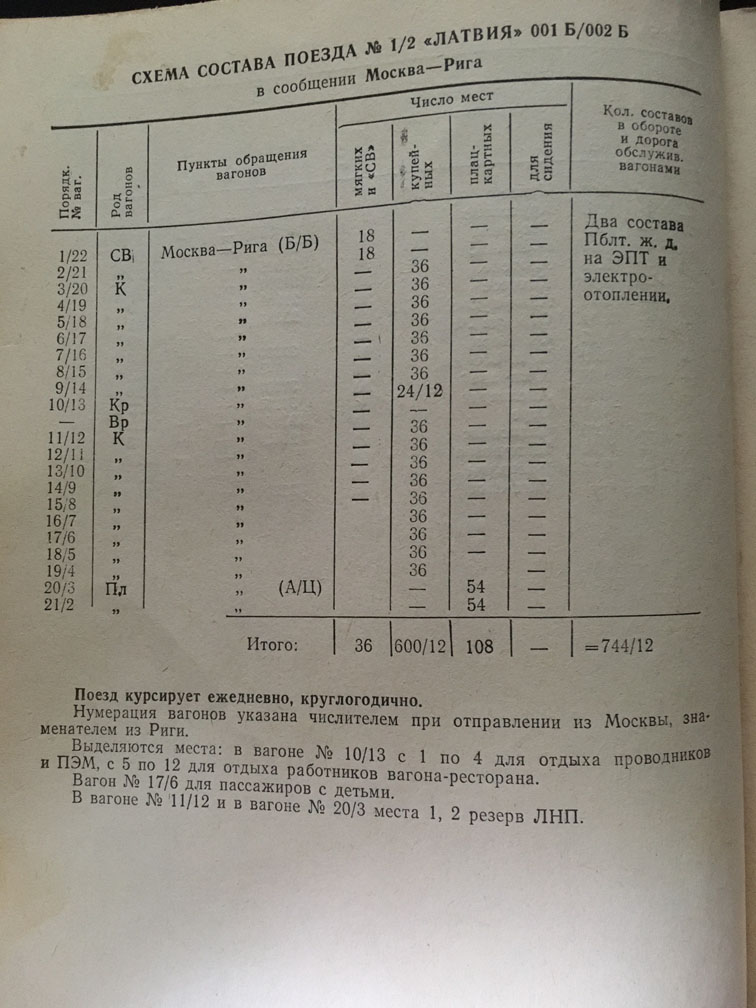 СХЕМА СОСТАВА ПОЕЗДА № 1/2 «ЛАТВИЯ» 001 Б/002 Б
в сообщении Москва—Рига
Порядк. № ваг.
Род вагонов
Пункты обращения вагонов
Число мест
мягких и «СВ»
купей-ных
плац-картных
для сидения
Кол. составов
в обороте
и дорога
обслужив.
вагонами
1/22 СВ Москва—Рига (Б/Б) 18 — — —
2/21 „ „ 18 — — —
3/20 К „ — 36 — —
4/19 „ „ — 36 — —
5/18 „ „ — 36 — —
6/17 „ „ — 36 — —
7/16 „ „ — 36 — —
8/15 „ „ — 36 — —
9/14 „ „ — 36 — —
10/13 Кр „ — 24/12 — —
— Вр „ — — — —
11/12 К „ — 36 — —
12/11 „ „ — 36 — —
13/10 „ „ — 36 — —
14/9 „ „ — 36 — —
15/8 „ „ — 36 — —
16/7 „ „ 36 — —
17/6 „ „ 36 — —
18/5 „ „ 36 — —
19/4 „ „ 36 —
20/3 Пл „ (А/Ц) — 54 —
21/2 „ „ — 54 —
Два состава
Пблт. ж. д.
на ЭПТ и
электро-
отоплении.
Итого: 36 600/12 108 — =744/12
Поезд курсирует ежедневно, круглогодично.
Нумерация вагонов указана числителем при отправлении из Москвы, зна-
менателем из Риги.
Выделяются места: в вагоне № 10/13 с 1 по 4 для отдыха проводников
и ПЭМ, с 5 по 12 для отдыха работников вагона-ресторана.
Вагон № 17/6 для пассажиров с детьми.
В вагоне № 11/12 и в вагоне № 20/3 места 1, 2 резерв ЛНП.